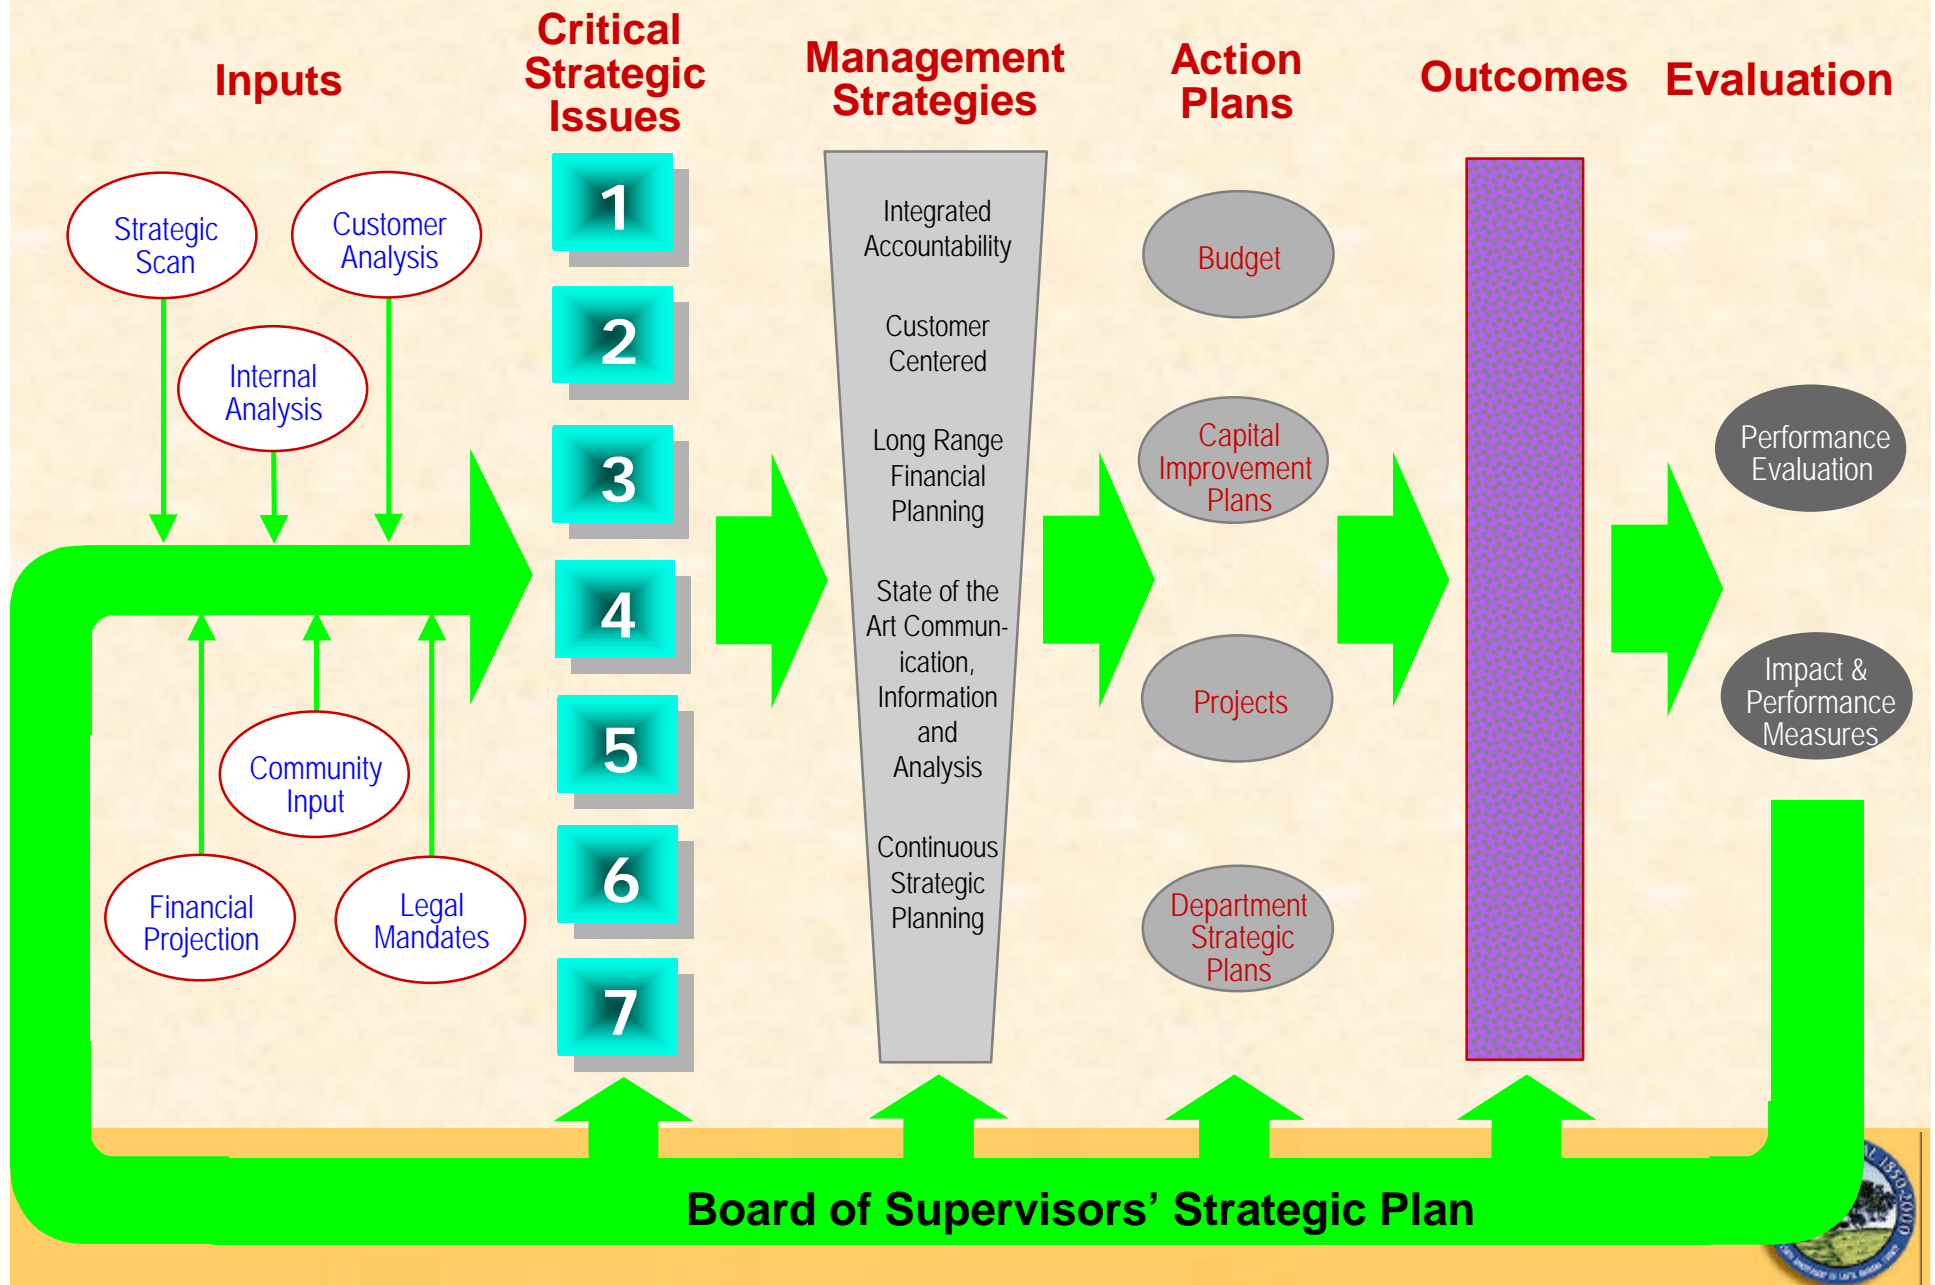 Inputs
Critical
Strategic
Issues
Management
Strategies
Action
Plans
Outcomes
Evaluation
Strategic
Scan
Customer
Analysis
Internal
Analysis
Community
Input
Financial
Projection
Legal
Mandates
1
2
3
4
5
6
7
Integrated
Accountability
Customer
Centered
Long Range
Financial
Planning
State of the
Art Commun-
ication,
Information
and
Analysis
Continuous
Strategic
Planning
Budget
Capital
Improvement
Plans
Projects
Department
Strategic
Plans
Performance
Evaluation
Impact &
Performance
Measures
Board of Supervisors’ Strategic Plan
1850-2000